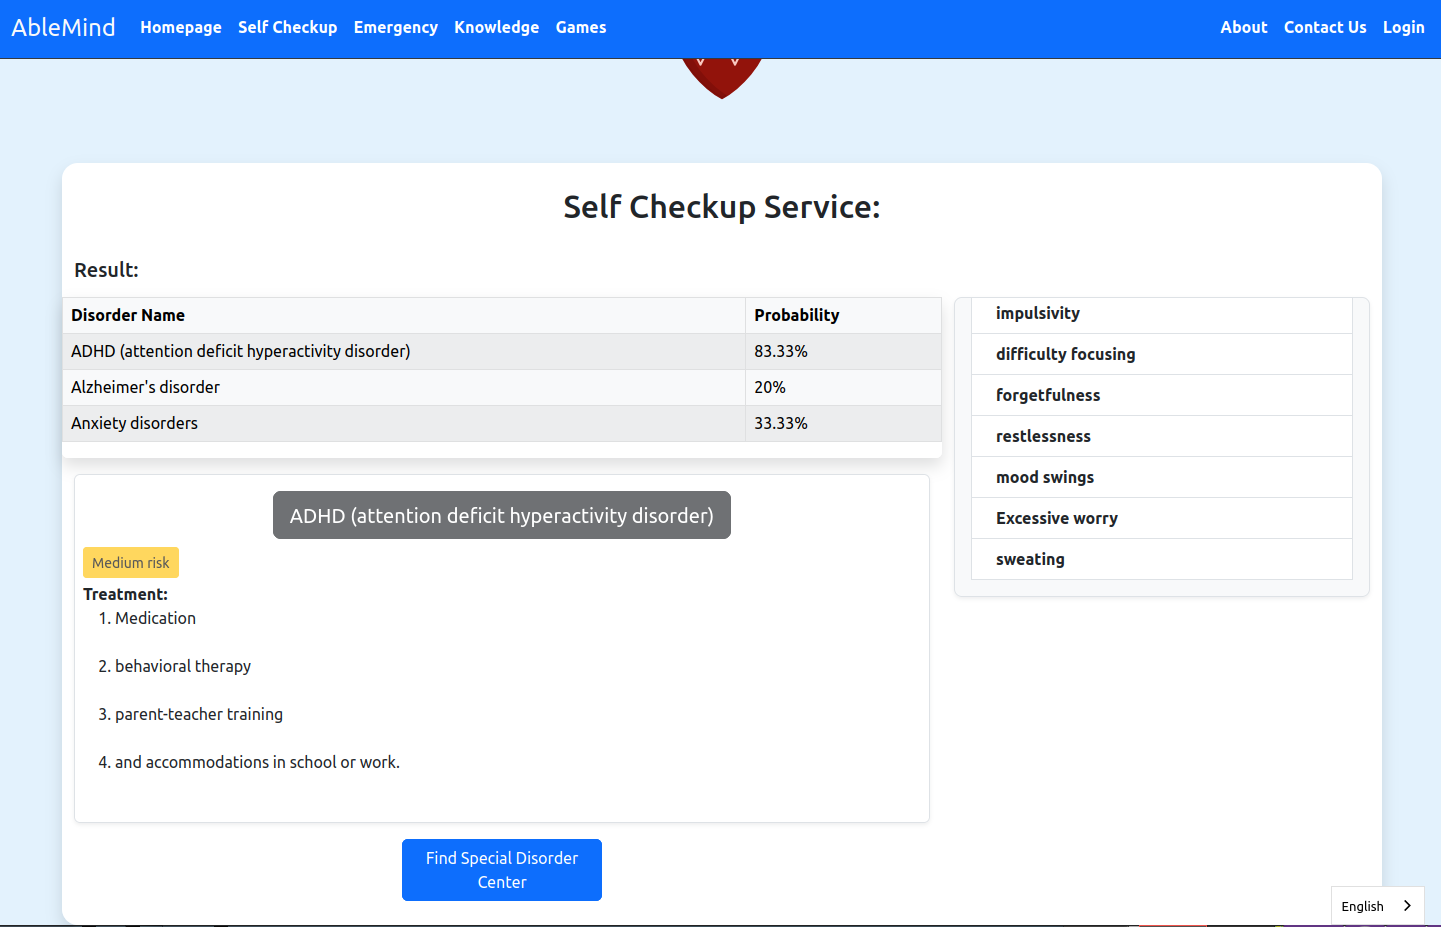 AbleMind Homepage Self Checkup Emergency Knowledge Games About Contact Us Login
Self Checkup Service:
Result:
Disorder Name Probability
ADHD (attention deficit hyperactivity disorder) 83.33%
Alzheimer's disorder 20%
Anxiety disorders 33.33%
ADHD (attention deficit hyperactivity disorder)
Medium risk
Treatment:
1. Medication
2. behavioral therapy
3. parent-teacher training
4. and accommodations in school or work.
Find Special Disorder
Center
impulsivity
difficulty focusing
forgetfulness
restlessness
mood swings
Excessive worry
sweating
English